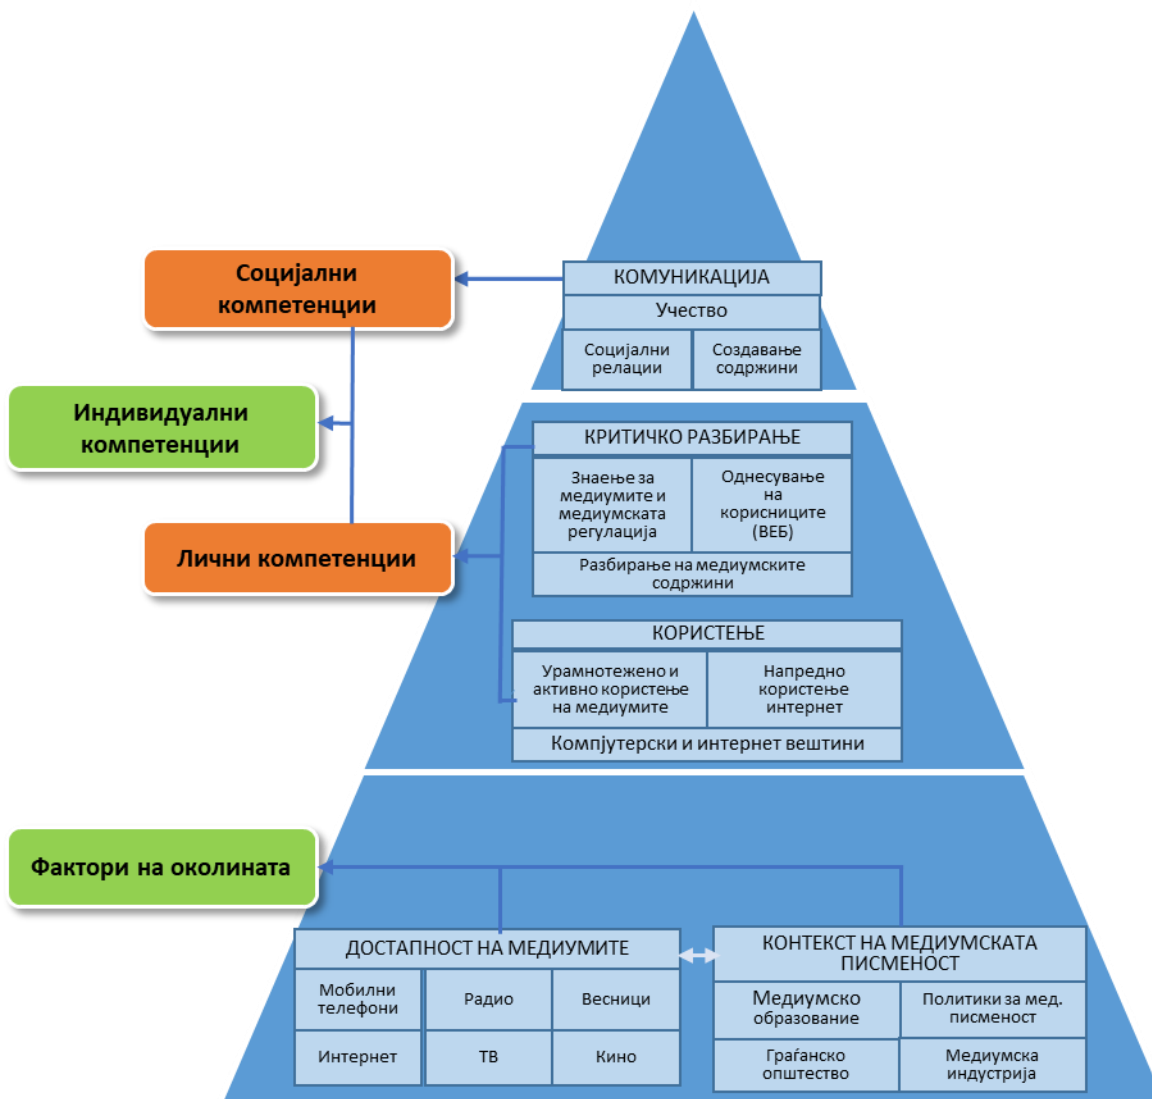 Социјални
компетенции
КОМУНИКАЦИЈА
Учество
Социјални
релации
Создавање
содржини
Индивидуални
компетенции
КРИТИЧКО РАЗБИРАЊЕ
Знаење за
медиумите и
медиумската
регулација
Однесување
на
корисниците
(ВЕБ)
Разбирање на медиумските
содржини
Лични компетенции
КОРИСТЕЊЕ
Урамнотежено и
активно користење
на медиумите
Напредно
користење
интернет
Компјутерски и интернет вештини
Фактори на околината
ДОСТАПНОСТ НА МЕДИУМИТЕ
Мобилни
телефони
Радио
Весници
Интернет
ТВ
Кино
КОНТЕКСТ НА МЕДИУМСКАТА
ПИСМЕНОСТ
Медиумско
образование
Политики за мед.
писменост
Граѓанско
општество
Медиумска
индустрија